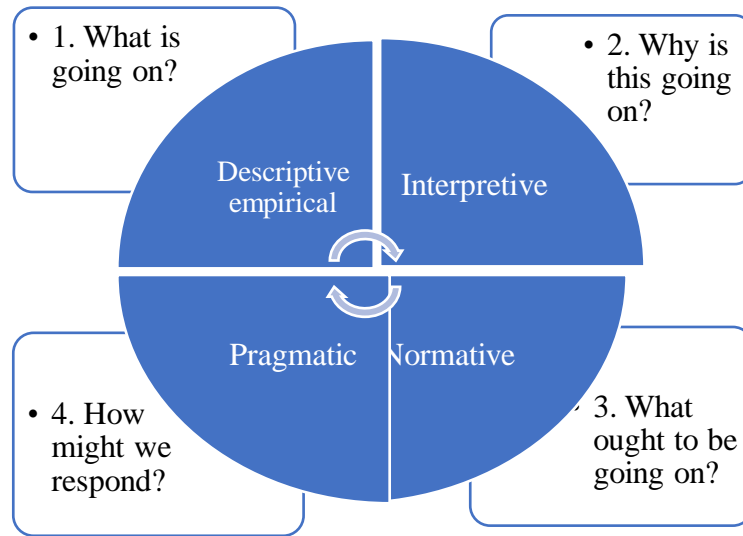 • 1. What is
going on?
• 2. Why is
this going
on?
Descriptive
empirical
Interpretive
Pragmatic
Normative
• 4. How
might we
respond?
• 3. What
ought to be
going on?